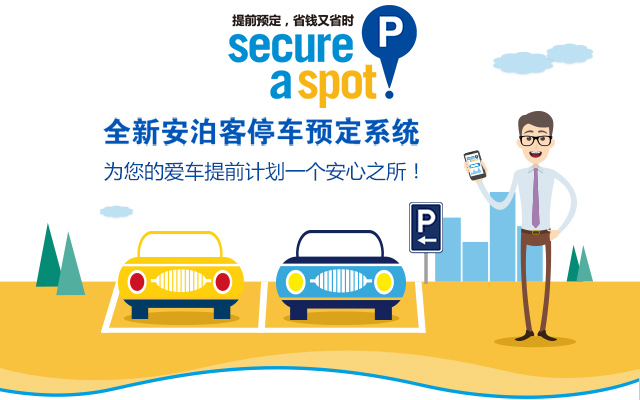 提前预定，省钱又省时
secure
a spot!
P
全新安泊客停车预定系统
为您的爱车提前计划一个安心之所！
P